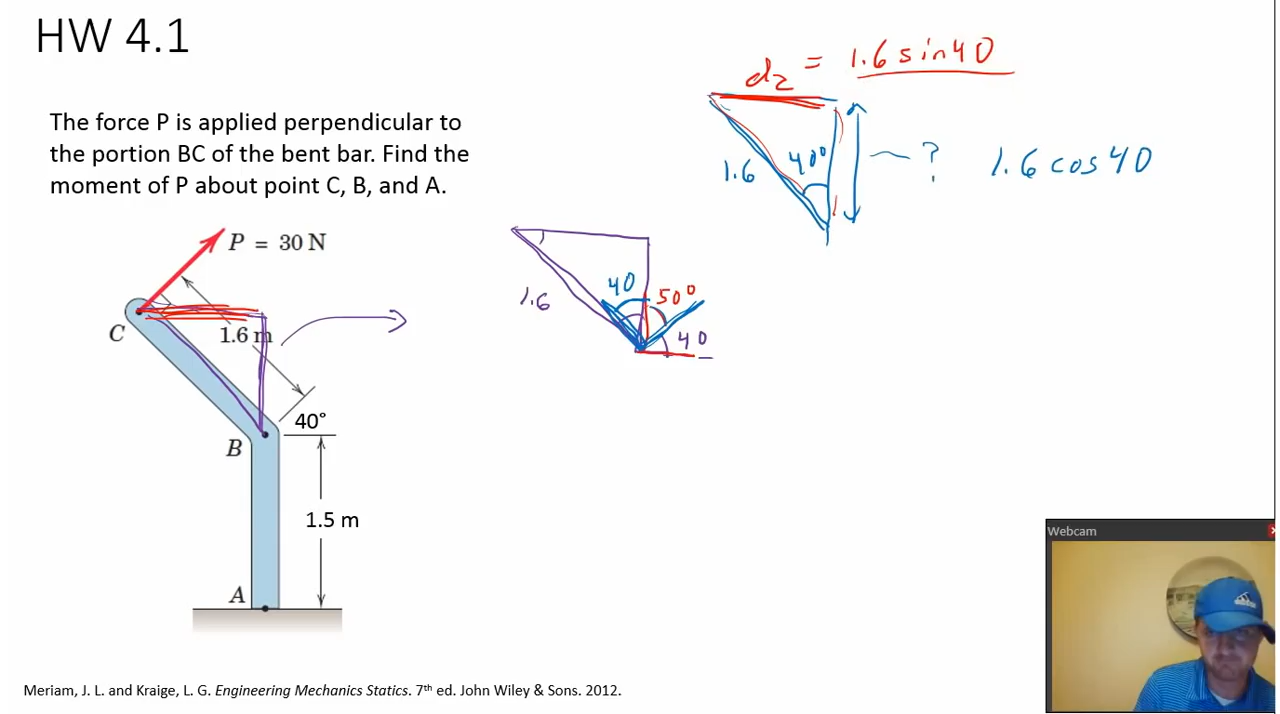 HW 4.1
d₂ = 1.6 sin 40
The force P is applied perpendicular to
the portion BC of the bent bar. Find the
moment of P about point C, B, and A.
1.6
40°
?
1.6 cos 40
P = 30 N
C
1.6 m
1.6
40
50°
40
40°
B
1.5 m
A
Webcam
Meriam, J. L. and Kraige, L. G. Engineering Mechanics Statics. 7th ed. John Wiley & Sons. 2012.
adidas